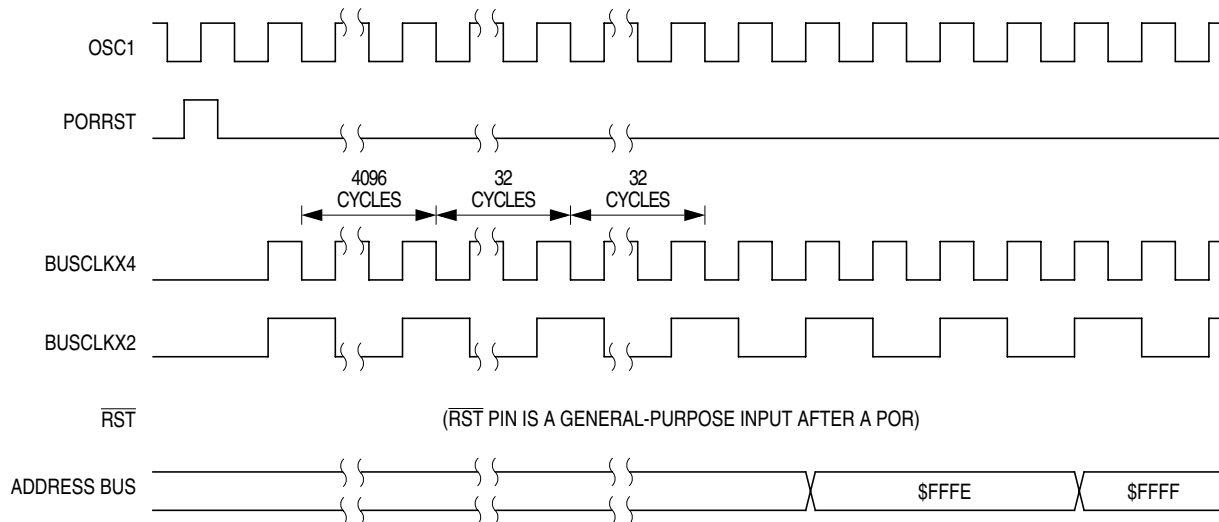 OSC1
PORRST
4096
CYCLES
32
CYCLES
32
CYCLES
BUSCLKX4
BUSCLKX2
RST
(RST PIN IS A GENERAL-PURPOSE INPUT AFTER A POR)
ADDRESS BUS
$FFFE
$FFFF